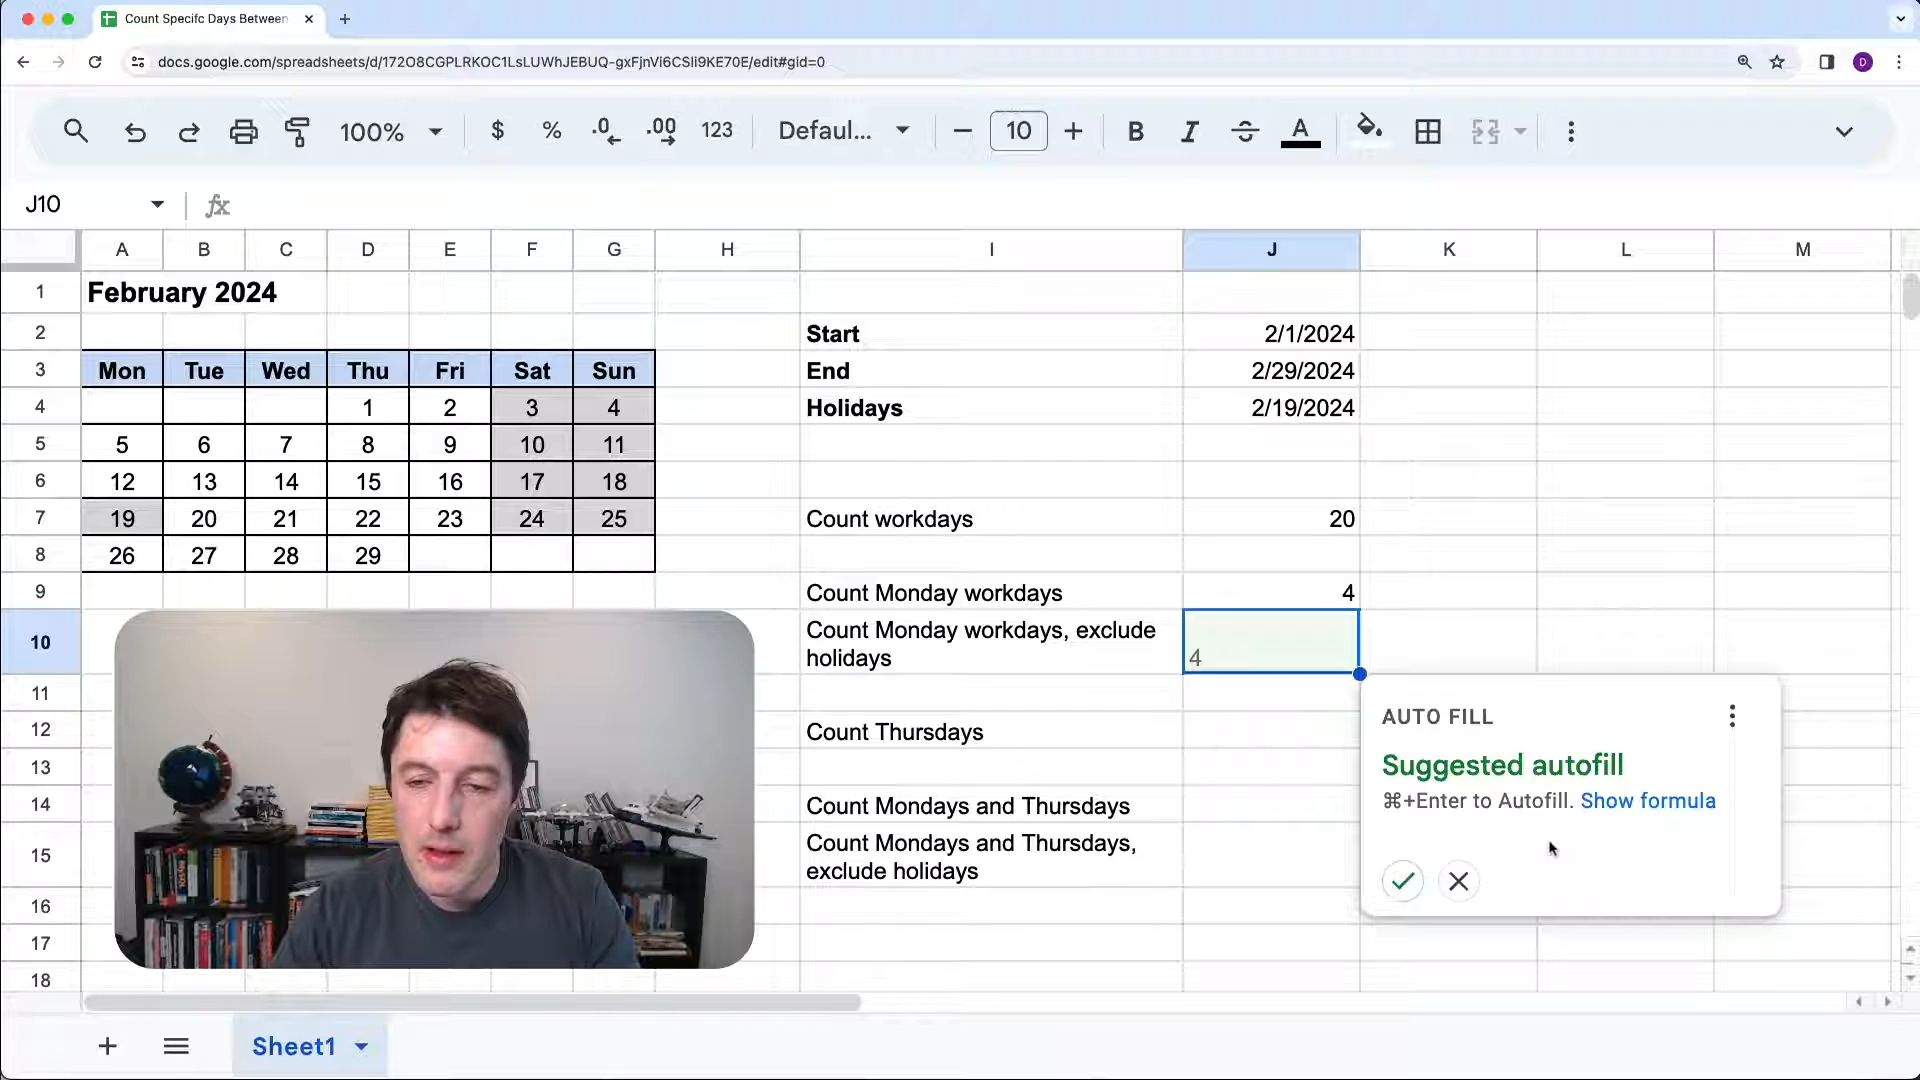 Count Specifc Days Between
docs.google.com/spreadsheets/d/172O8CGPLRKOC1LsLUWhJEBUQ-gxFjnVi6CSli9KE70E/edit#gid=0
D
100% $ % .0 .00 123 Defaul... 10 B I A
J10 fx
A B C D E F G H I J K L M
1 February 2024
2 Start 2/1/2024
3 Mon Tue Wed Thu Fri Sat Sun End 2/29/2024
4 1 2 3 4 Holidays 2/19/2024
5 5 6 7 8 9 10 11
6 12 13 14 15 16 17 18
7 19 20 21 22 23 24 25 Count workdays 20
8 26 27 28 29
9 Count Monday workdays 4
10 Count Monday workdays, exclude
holidays 4
11
12 Count Thursdays
13
14 Count Mondays and Thursdays
15 Count Mondays and Thursdays,
exclude holidays
16
17
18
AUTO FILL
Suggested autofill
⌘+Enter to Autofill. Show formula
Sheet1